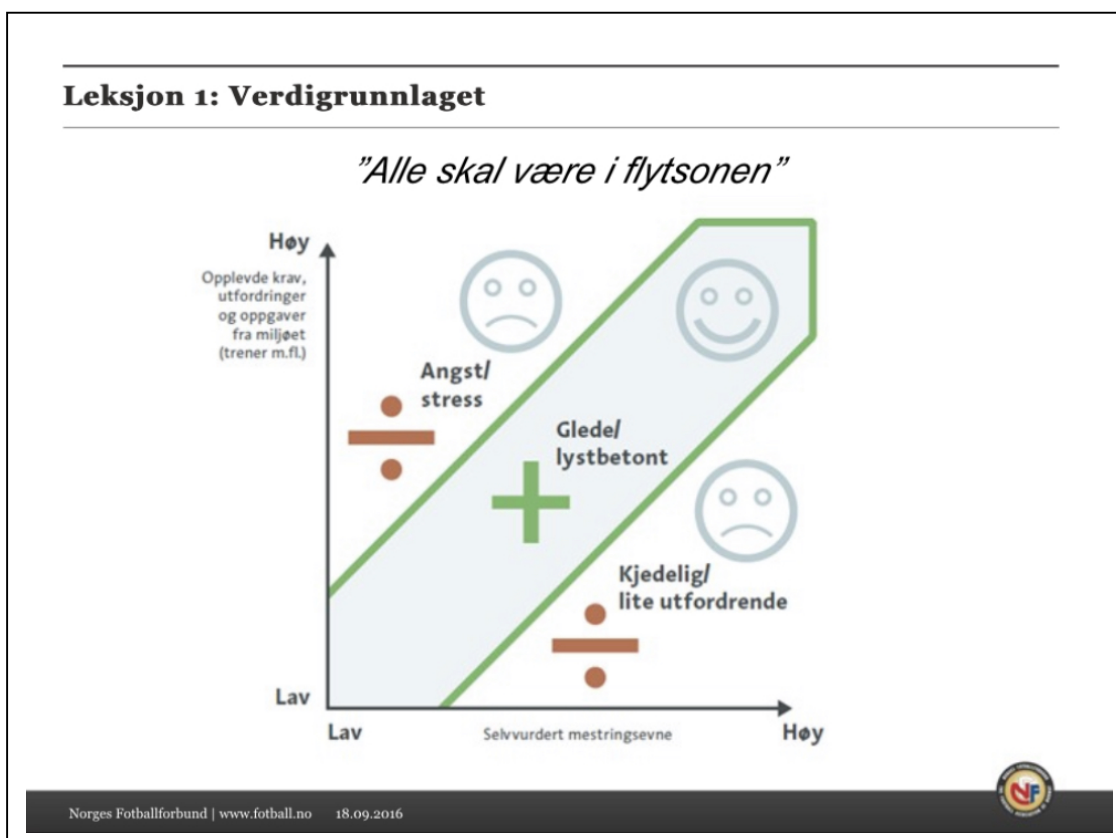 Leksjon 1: Verdigrunnlaget
”Alle skal være i flytsonen”
Høy
Opplevde krav,
utfordringer
og oppgaver
fra miljøet
(trener m.fl.)
Angst/
stress
Glede/
lystbetont
Kjedelig/
lite utfordrende
Lav
Lav
Selvvurdert mestringsevne
Høy
Norges Fotballforbund | www.fotball.no 18.09.2016